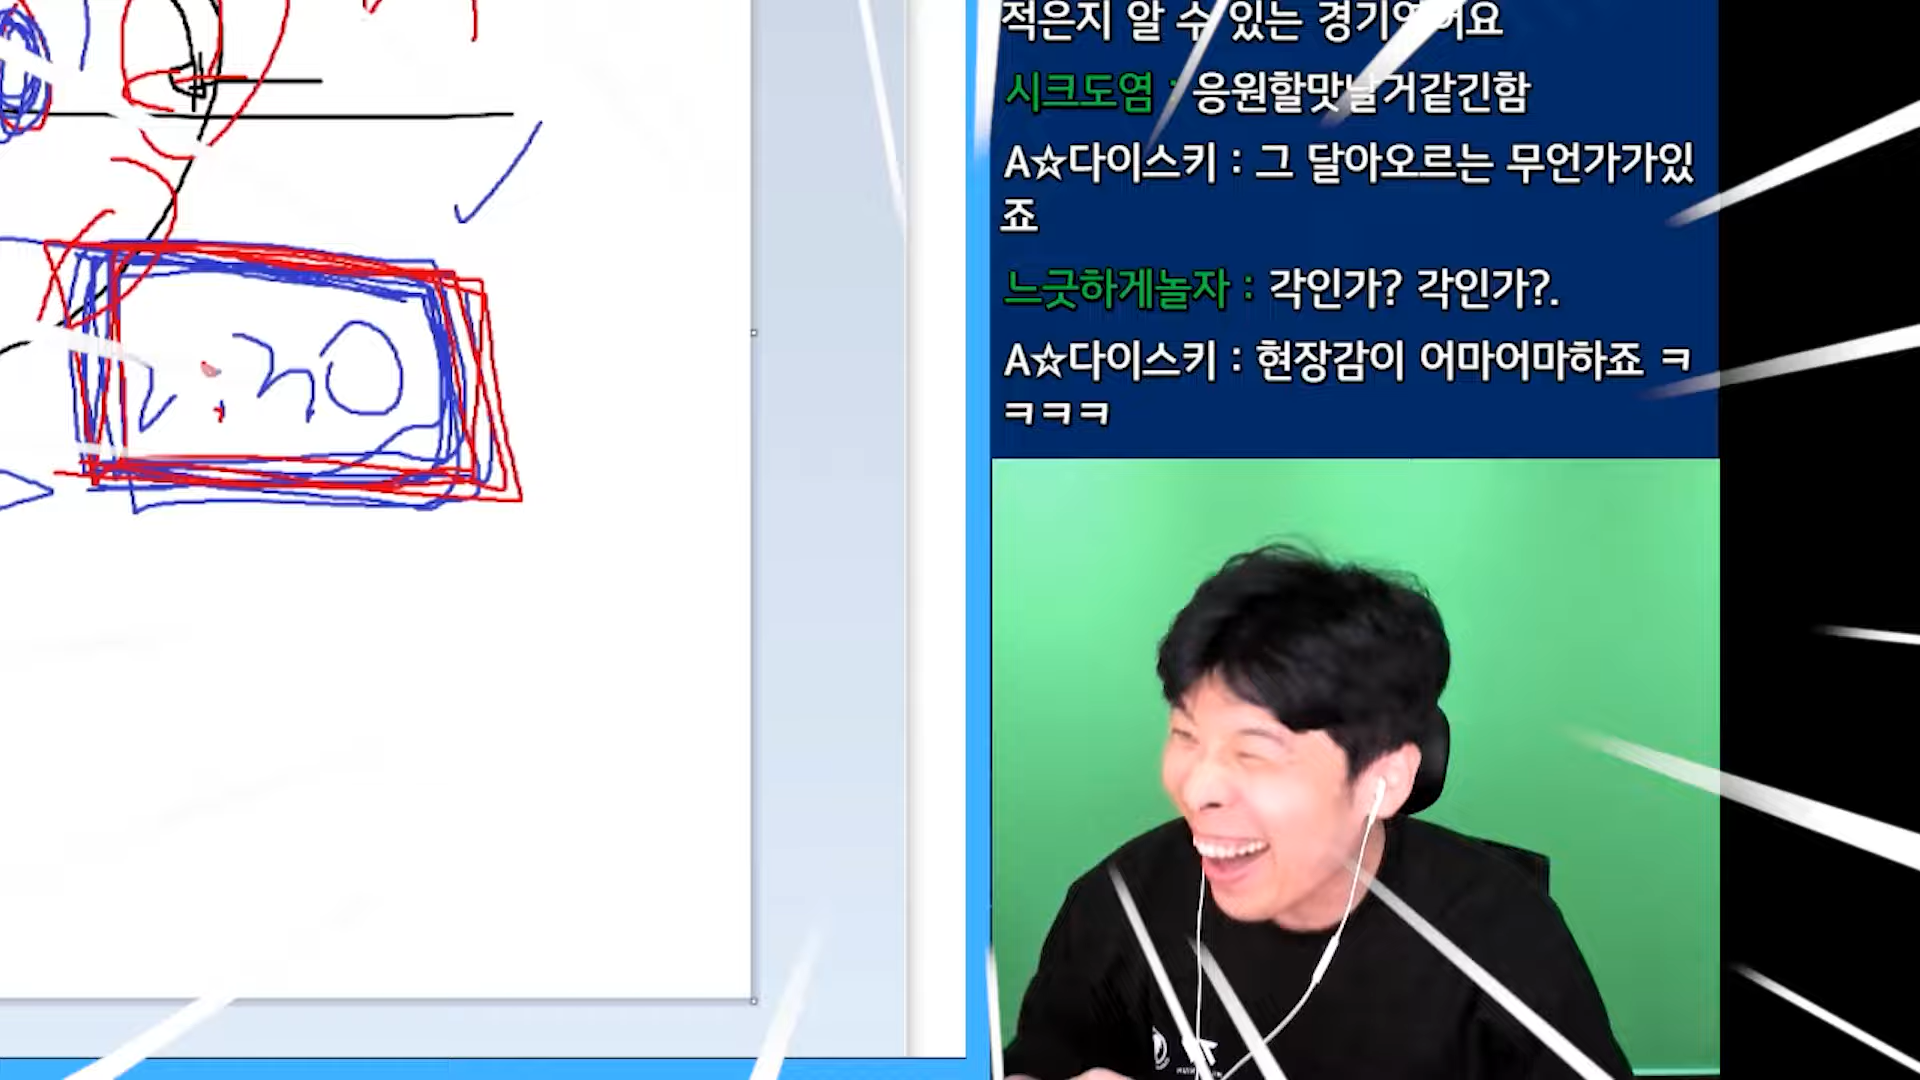 적은지 알 수 있는 경기였어요
시크도염 : 응원할맛날거같긴함
A☆다이스키 : 그 달아오르는 무언가가있
죠
느긋하게놀자 : 각인가? 각인가?.
A☆다이스키 : 현장감이 어마어마하죠 ㅋ
ㅋㅋㅋ
2:30